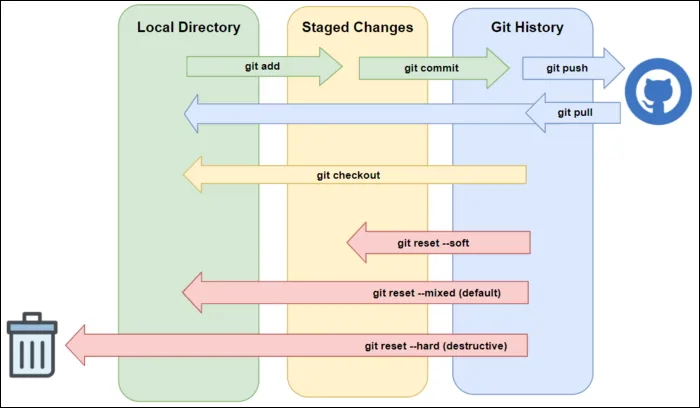 Local Directory
Staged Changes
Git History
git add
git commit
git push
git pull
git checkout
git reset --soft
git reset --mixed (default)
git reset --hard (destructive)